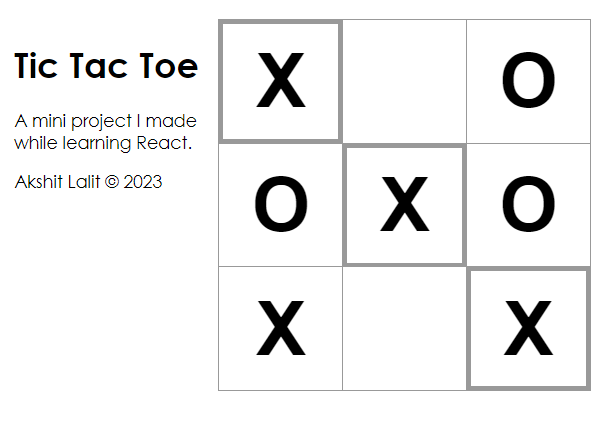 Tic Tac Toe
A mini project I made
while learning React.
Akshit Lalit © 2023
X O
O X O
X X